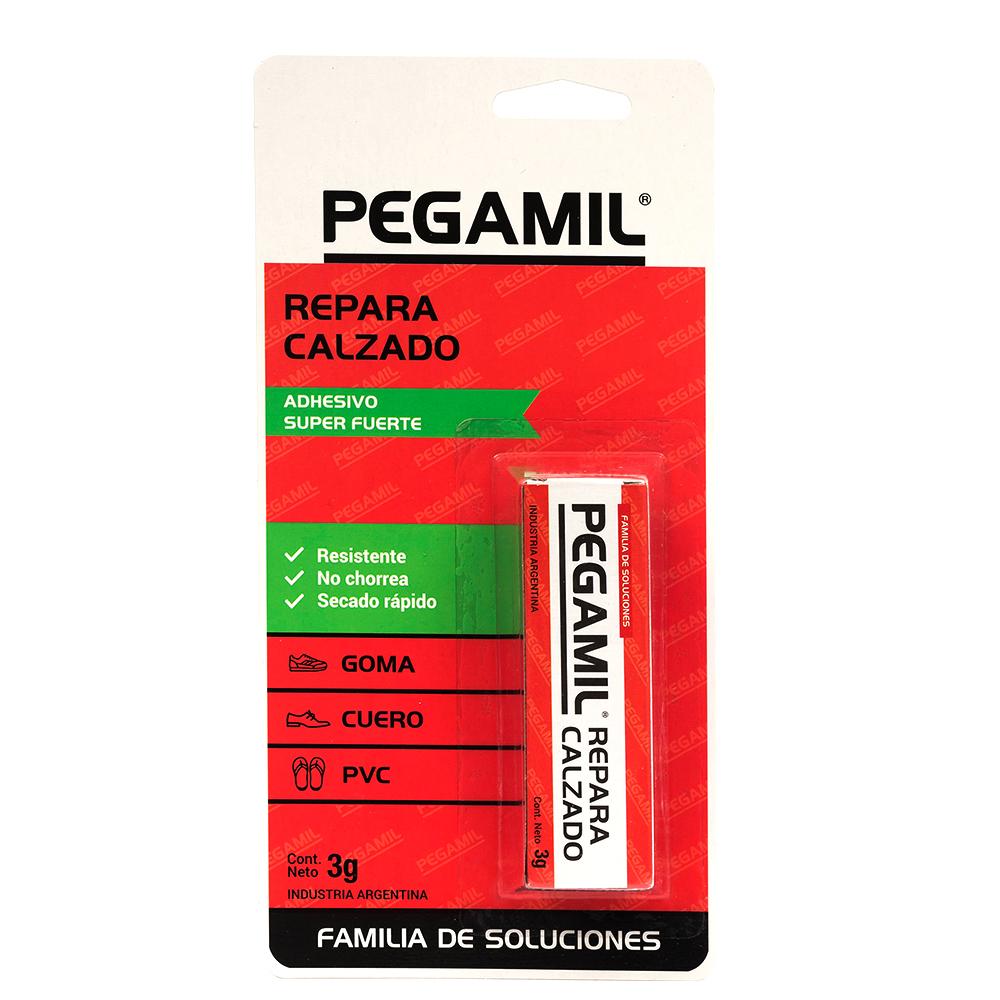 PEGAMIL®
REPARA
CALZADO
ADHESIVO
SUPER FUERTE
Resistente
No chorrea
Secado rápido
GOMA
CUERO
PVC
Cont.
Neto 3g
INDUSTRIA ARGENTINA
FAMILIA DE SOLUCIONES
FAMILIA DE SOLUCIONES
PEGAMIL® REPARA
CALZADO
INDUSTRIA ARGENTINA
Cont. Neto 3g